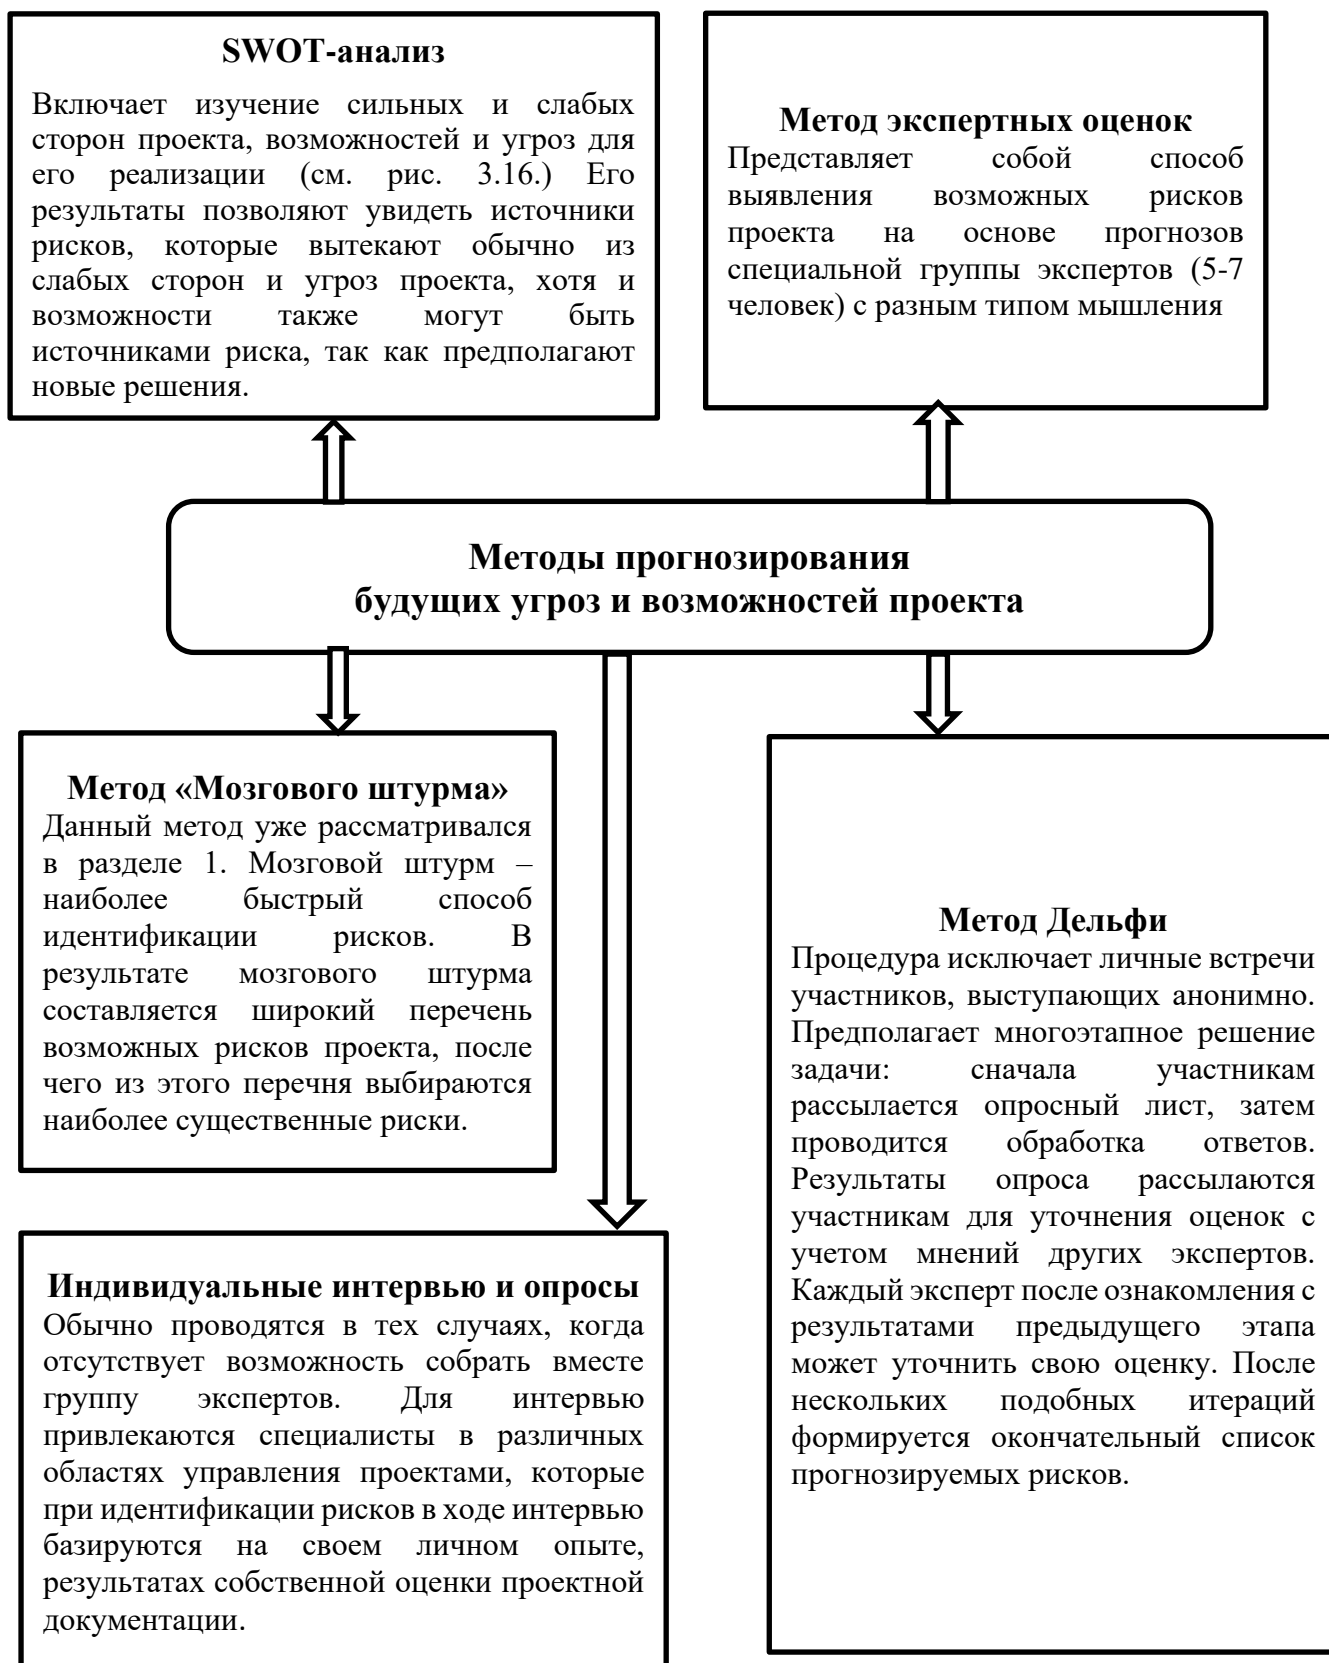 SWOT-анализ
Включает изучение сильных и слабых
сторон проекта, возможностей и угроз для
его реализации (см. рис. 3.16.) Его
результаты позволяют увидеть источники
рисков, которые вытекают обычно из
слабых сторон и угроз проекта, хотя и
возможности также могут быть
источниками риска, так как предполагают
новые решения.
Метод экспертных оценок
Представляет собой способ
выявления возможных рисков
проекта на основе прогнозов
специальной группы экспертов (5-7
человек) с разным типом мышления
Методы прогнозирования
будущих угроз и возможностей проекта
Метод «Мозгового штурма»
Данный метод уже рассматривался
в разделе 1. Мозговой штурм –
наиболее быстрый способ
идентификации рисков. В
результате мозгового штурма
составляется широкий перечень
возможных рисков проекта, после
чего из этого перечня выбираются
наиболее существенные риски.
Метод Дельфи
Процедура исключает личные встречи
участников, выступающих анонимно.
Предполагает многоэтапное решение
задачи: сначала участникам
рассылается опросный лист, затем
проводится обработка ответов.
Результаты опроса рассылаются
участникам для уточнения оценок с
учетом мнений других экспертов.
Каждый эксперт после ознакомления с
результатами предыдущего этапа
может уточнить свою оценку. После
нескольких подобных итераций
формируется окончательный список
прогнозируемых рисков.
Индивидуальные интервью и опросы
Обычно проводятся в тех случаях, когда
отсутствует возможность собрать вместе
группу экспертов. Для интервью
привлекаются специалисты в различных
областях управления проектами, которые
при идентификации рисков в ходе интервью
базируются на своем личном опыте,
результатах собственной оценки проектной
документации.